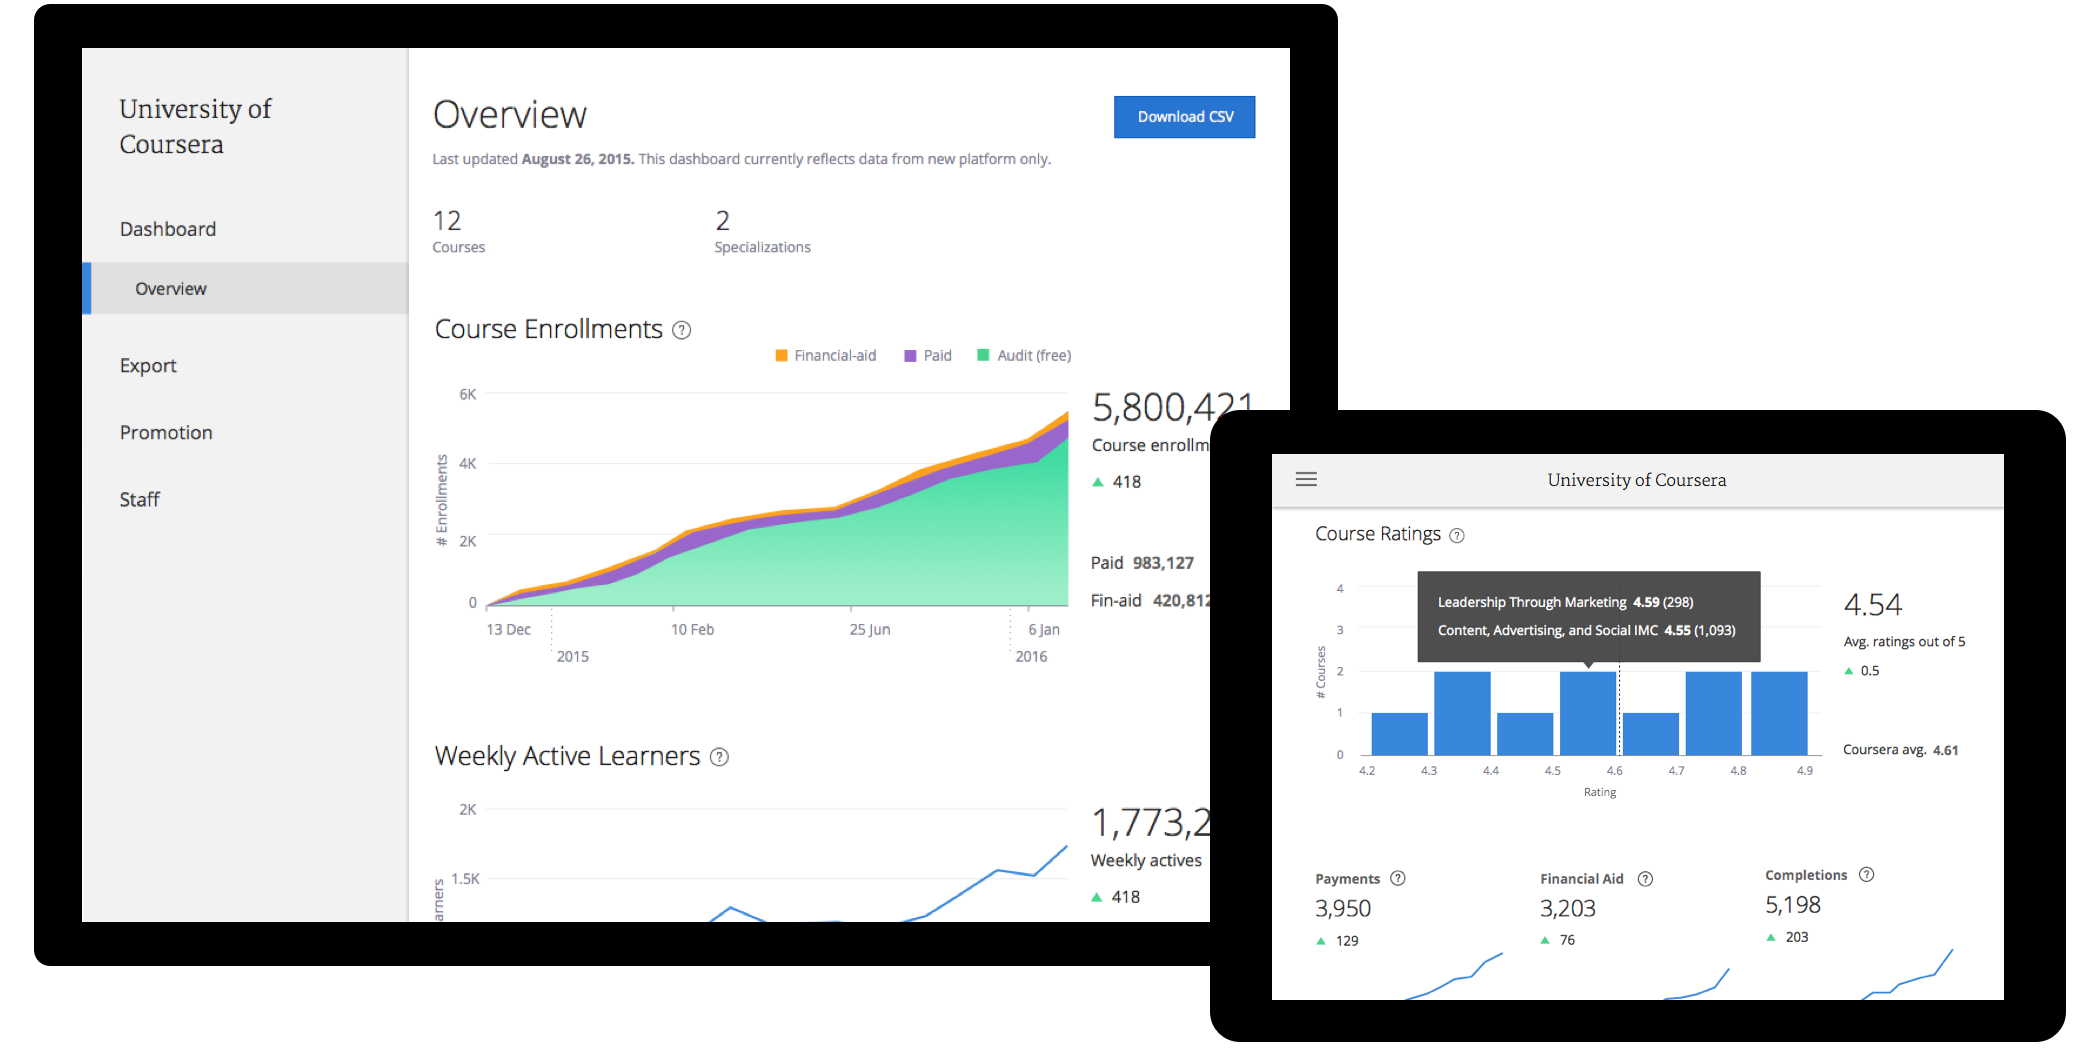 University of
Coursera
Dashboard
Overview
Export
Promotion
Staff
Overview
Download CSV
Last updated August 26, 2015. This dashboard currently reflects data from new platform only.
12
Courses
2
Specializations
Course Enrollments ?
Financial-aid Paid Audit (free)
6K
4K
2K
0
# Enrollments
13 Dec 10 Feb 25 Jun 6 Jan
2015 2016
5,800,421
Course
418
Paid 983,127
Fin-aid 420,812
Weekly Active Learners ?
2K
1.5K
1,773,2
Weekly actives
418
University of Coursera
Course Ratings ?
4
3
2
1
0
# Courses
Leadership Through Marketing 4.59 (298)
Content, Advertising, and Social IMC 4.55 (1,093)
4.2 4.3 4.4 4.5 4.6 4.7 4.8 4.9
Rating
4.54
Avg. ratings out of 5
0.5
Coursera avg. 4.61
Payments ?
3,950
129
Financial Aid ?
3,203
76
Completions ?
5,198
203